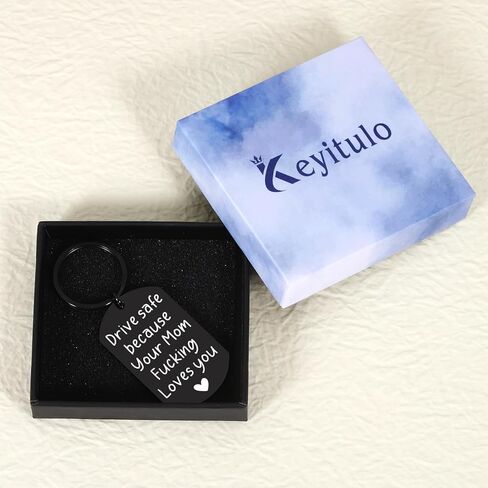 Keyitulo
Drive safe
because
Your Mom
Fucking
Loves you